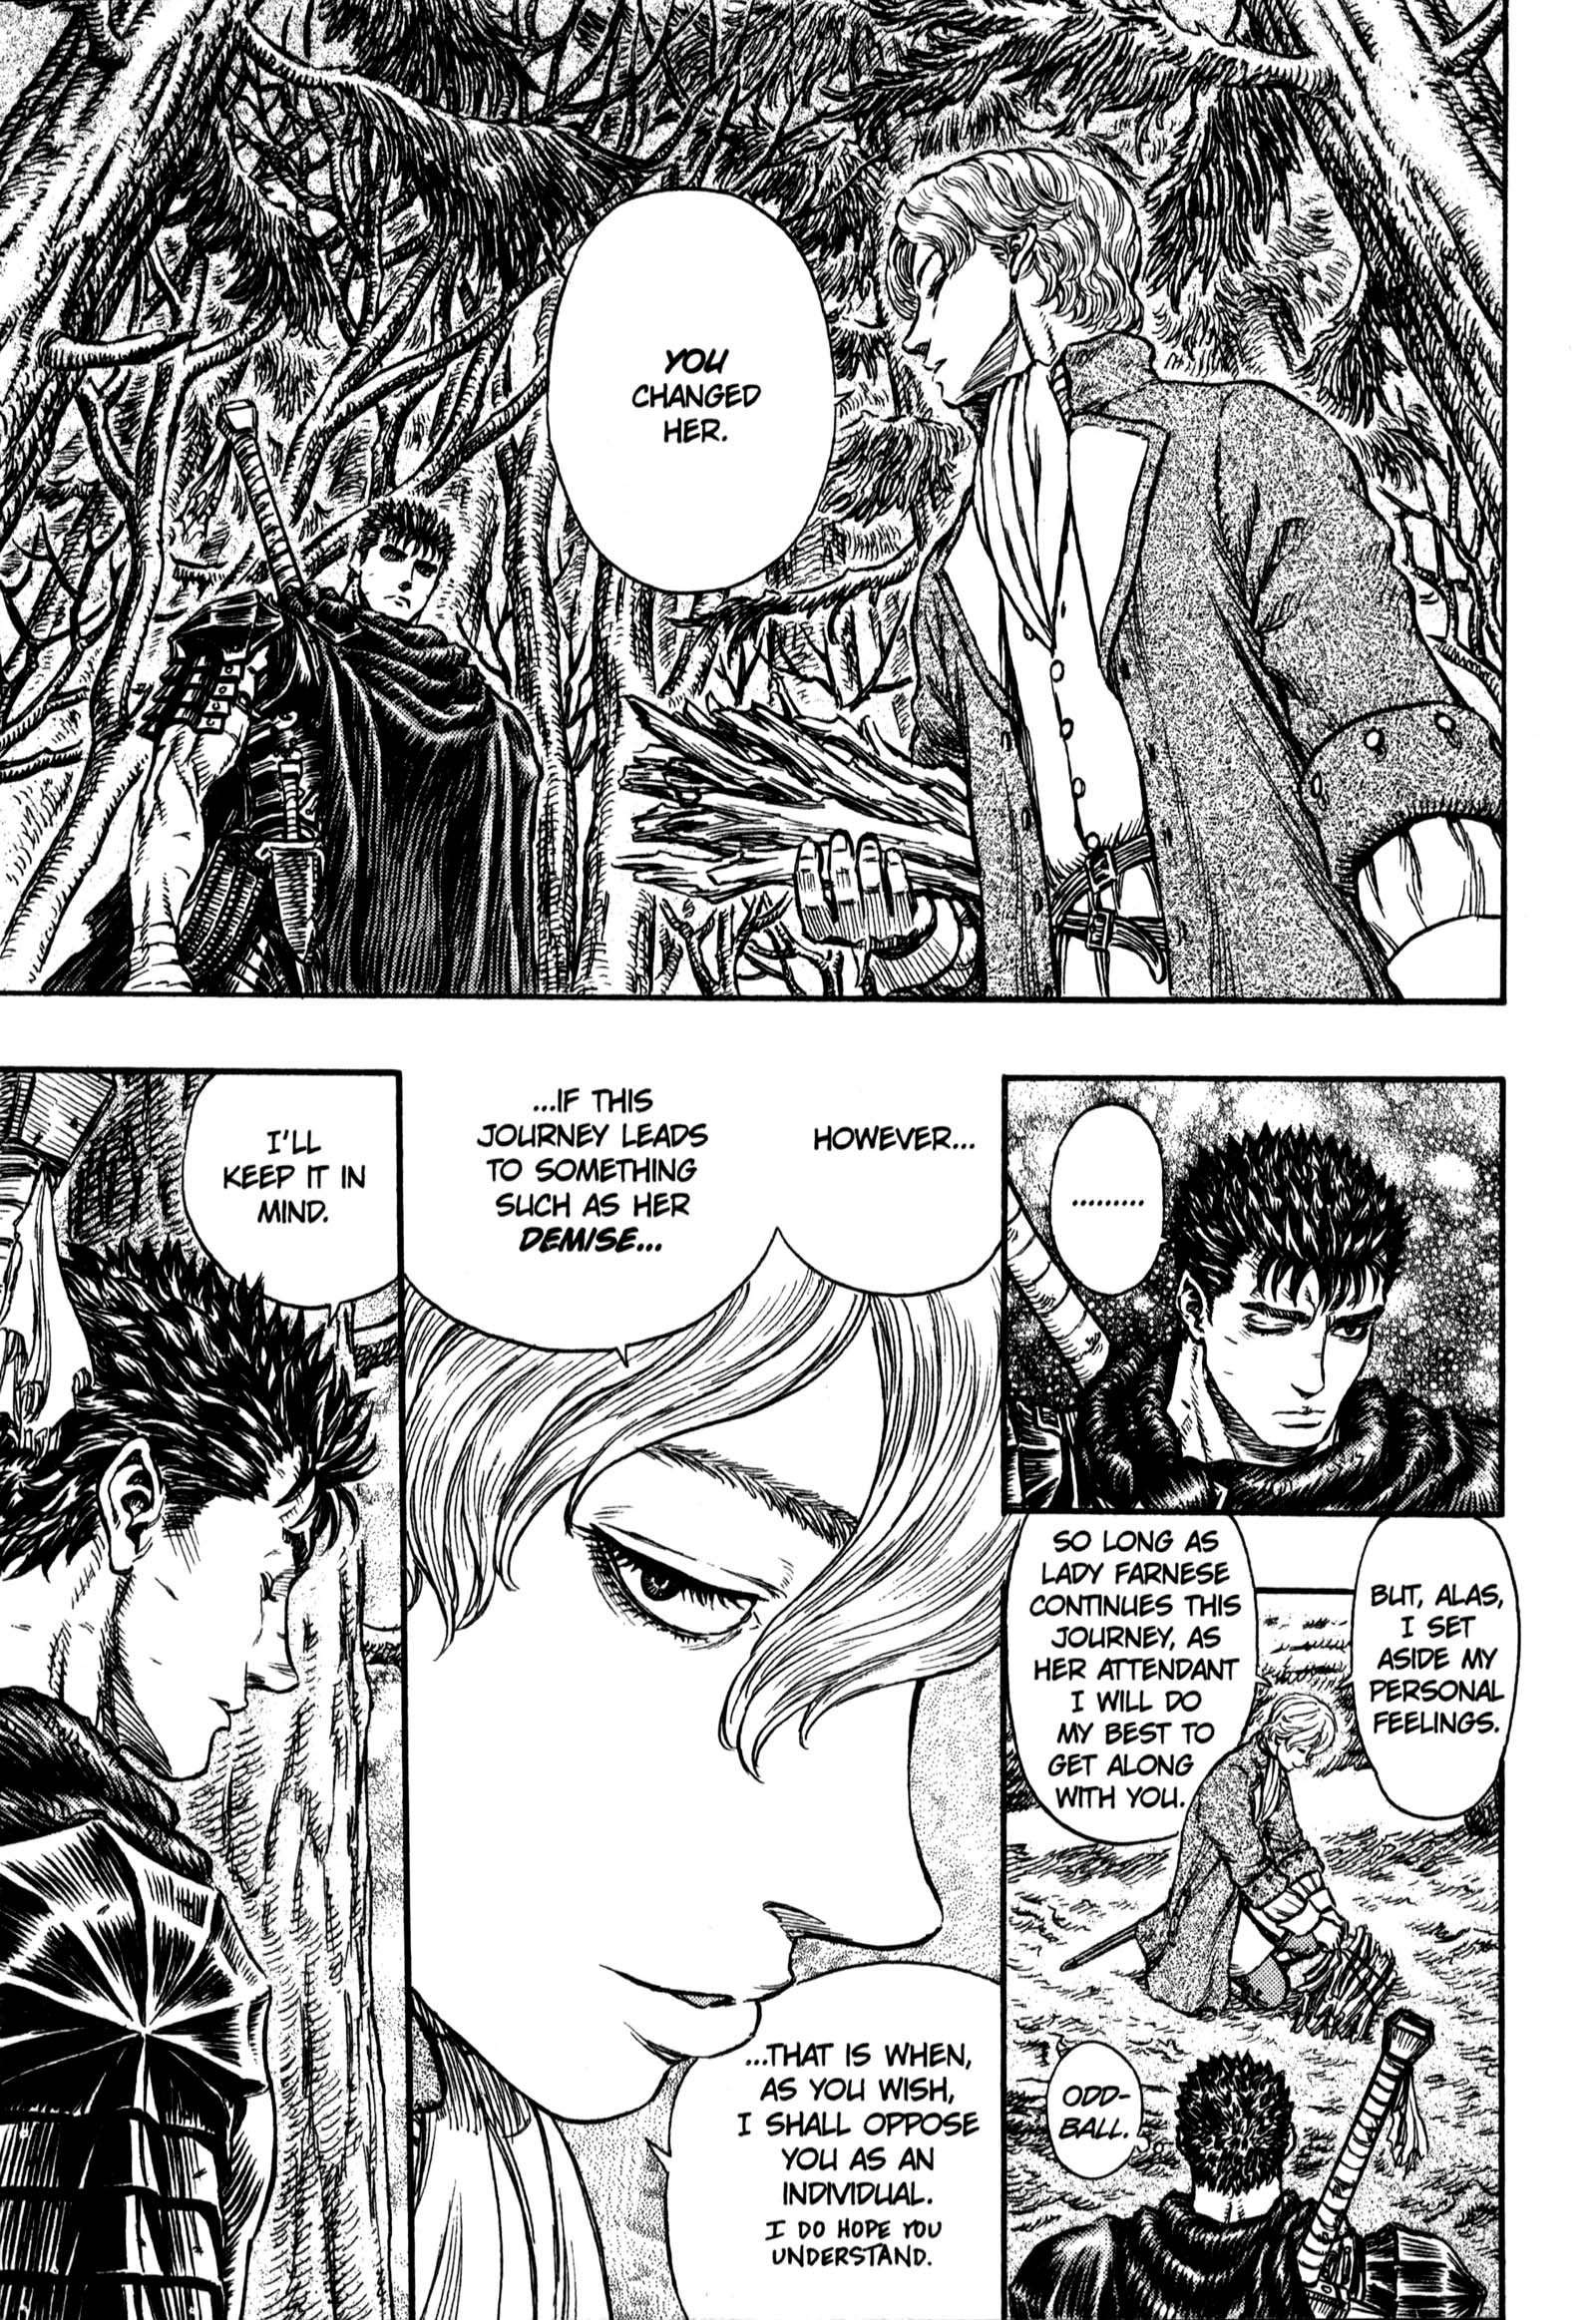 YOU
CHANGED
HER.
.........
BUT, ALAS,
I SET
ASIDE MY
PERSONAL
FEELINGS.
SO LONG AS
LADY FARNESE
CONTINUES THIS
JOURNEY, AS
HER ATTENDANT
I WILL DO
MY BEST TO
GET ALONG
WITH YOU.
ODD-
BALL.
HOWEVER...
...IF THIS
JOURNEY LEADS
TO SOMETHING
SUCH AS HER
DEMISE...
...THAT IS WHEN,
AS YOU WISH,
I SHALL OPPOSE
YOU AS AN
INDIVIDUAL.
I DO HOPE YOU
UNDERSTAND.
I'LL
KEEP IT IN
MIND.